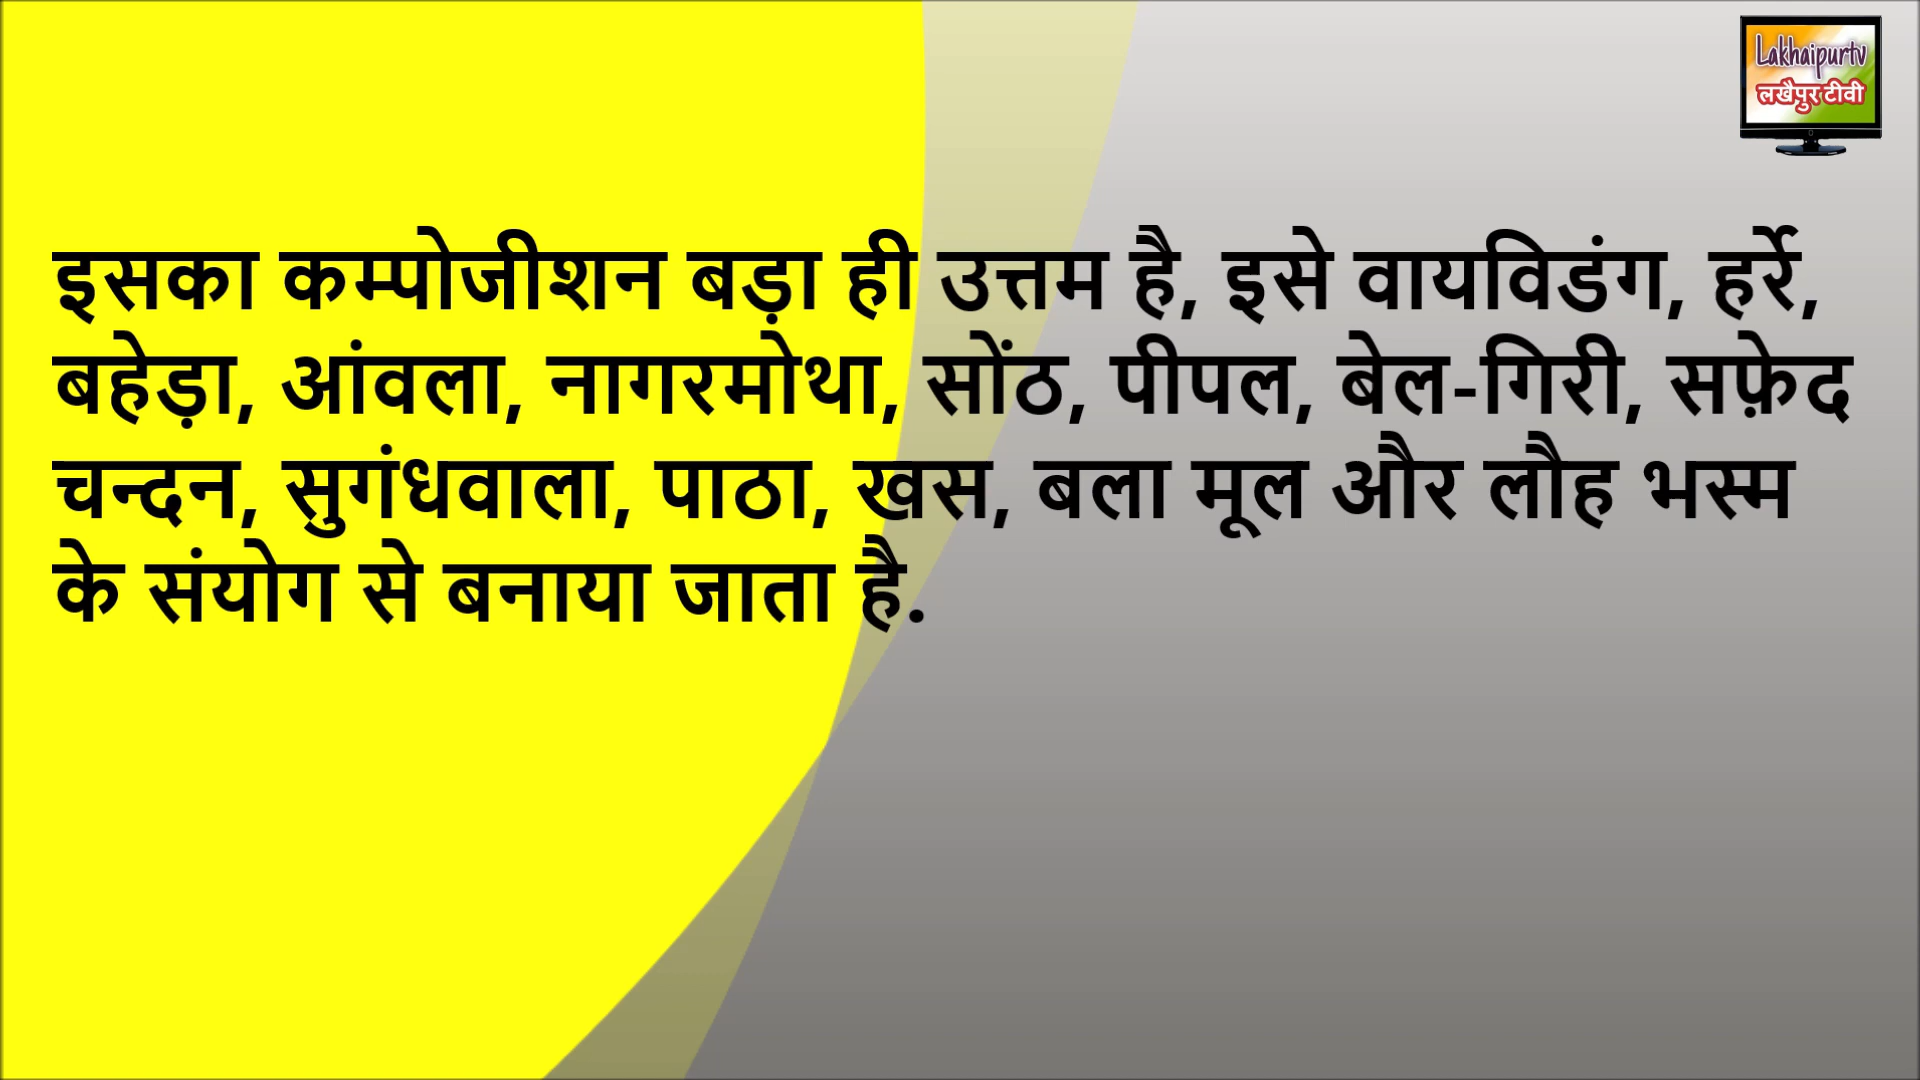 Lakhaipurtv
लखैपुर टीवी
इसका कम्पोजीशन बड़ा ही उत्तम है, इसे वायविडंग, हर्रे,
बहेड़ा, आंवला, नागरमोथा, सोंठ, पीपल, बेल-गिरी, सफ़ेद
चन्दन, सुगंधवाला, पाठा, खस, बला मूल और लौह भस्म
के संयोग से बनाया जाता है.